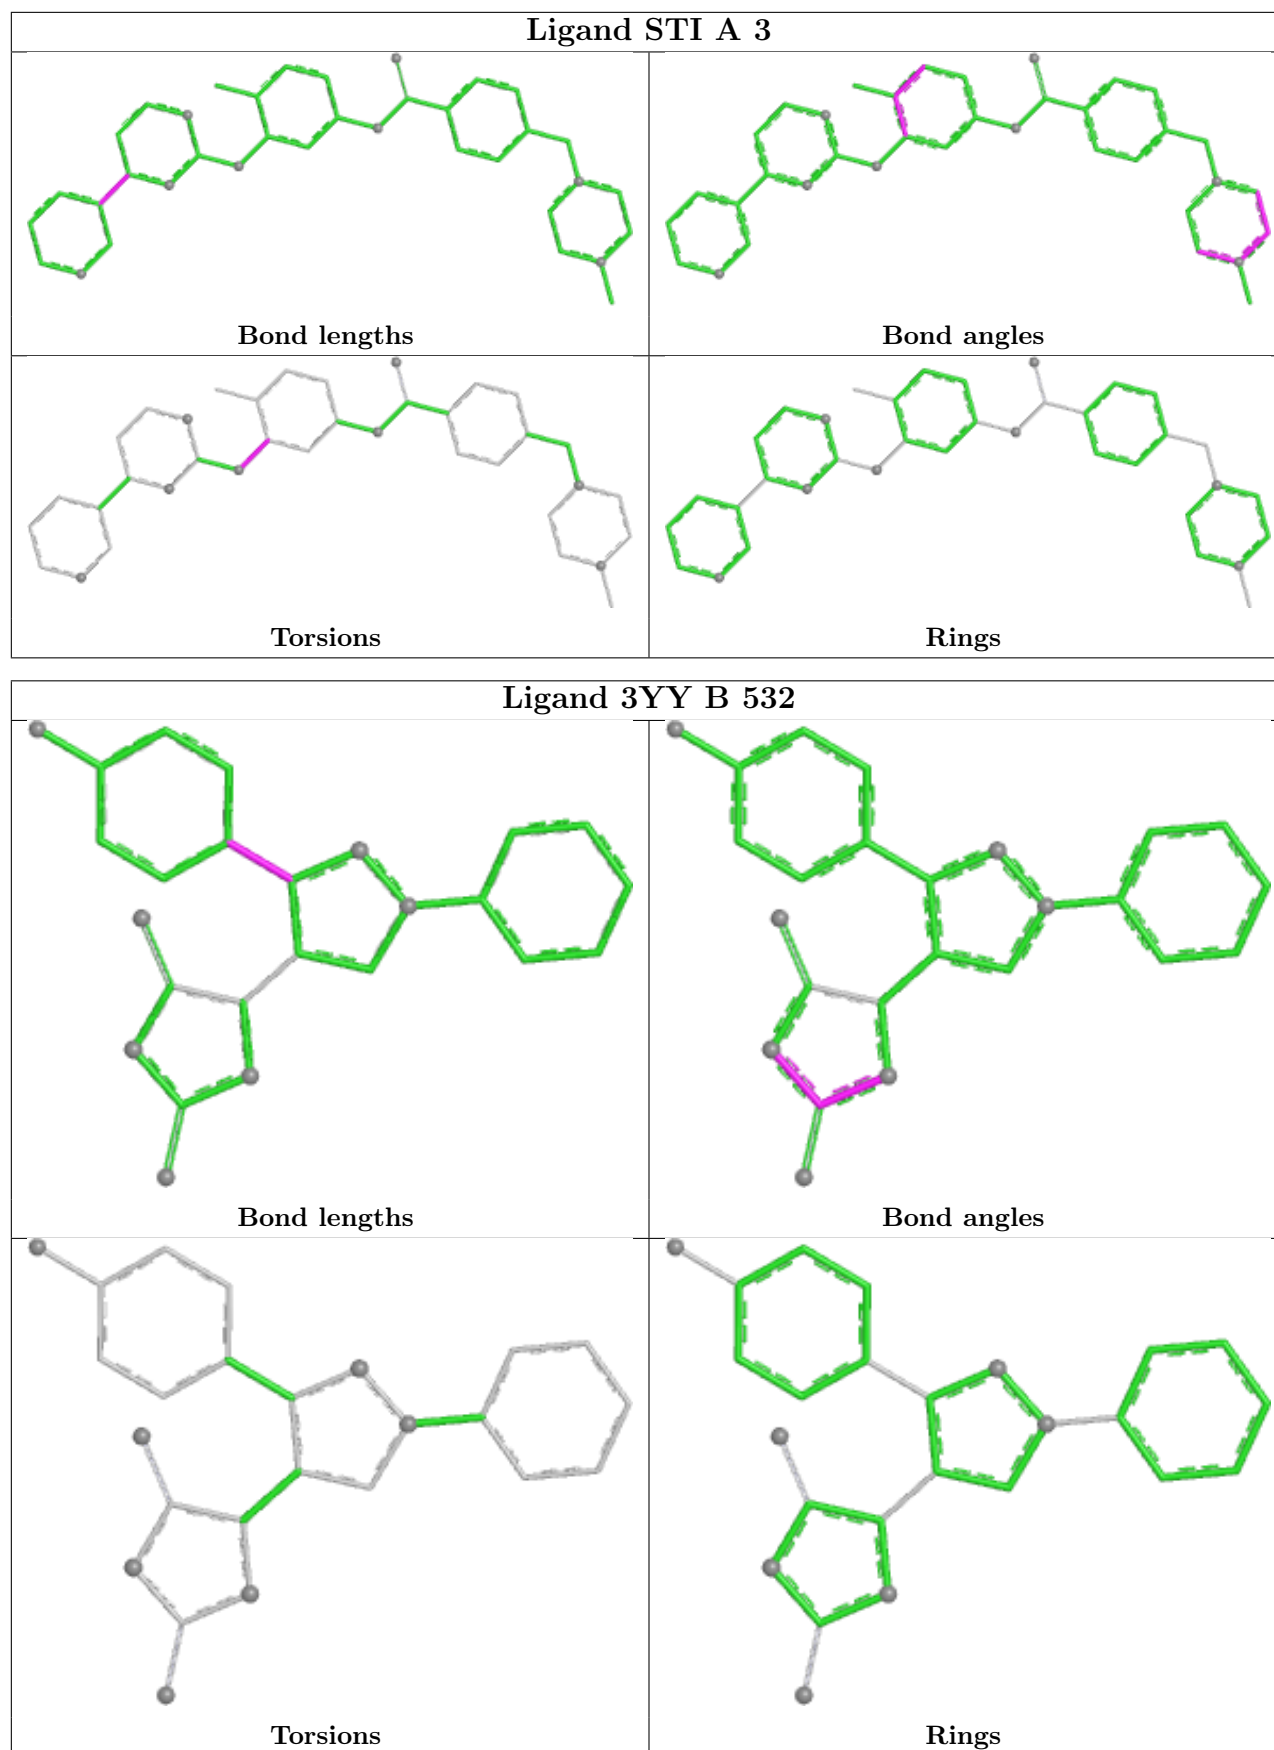 Ligand STI A 3
Bond lengths
Bond angles
Torsions
Rings
Ligand 3YY B 532
Bond lengths
Bond angles
Torsions
Rings